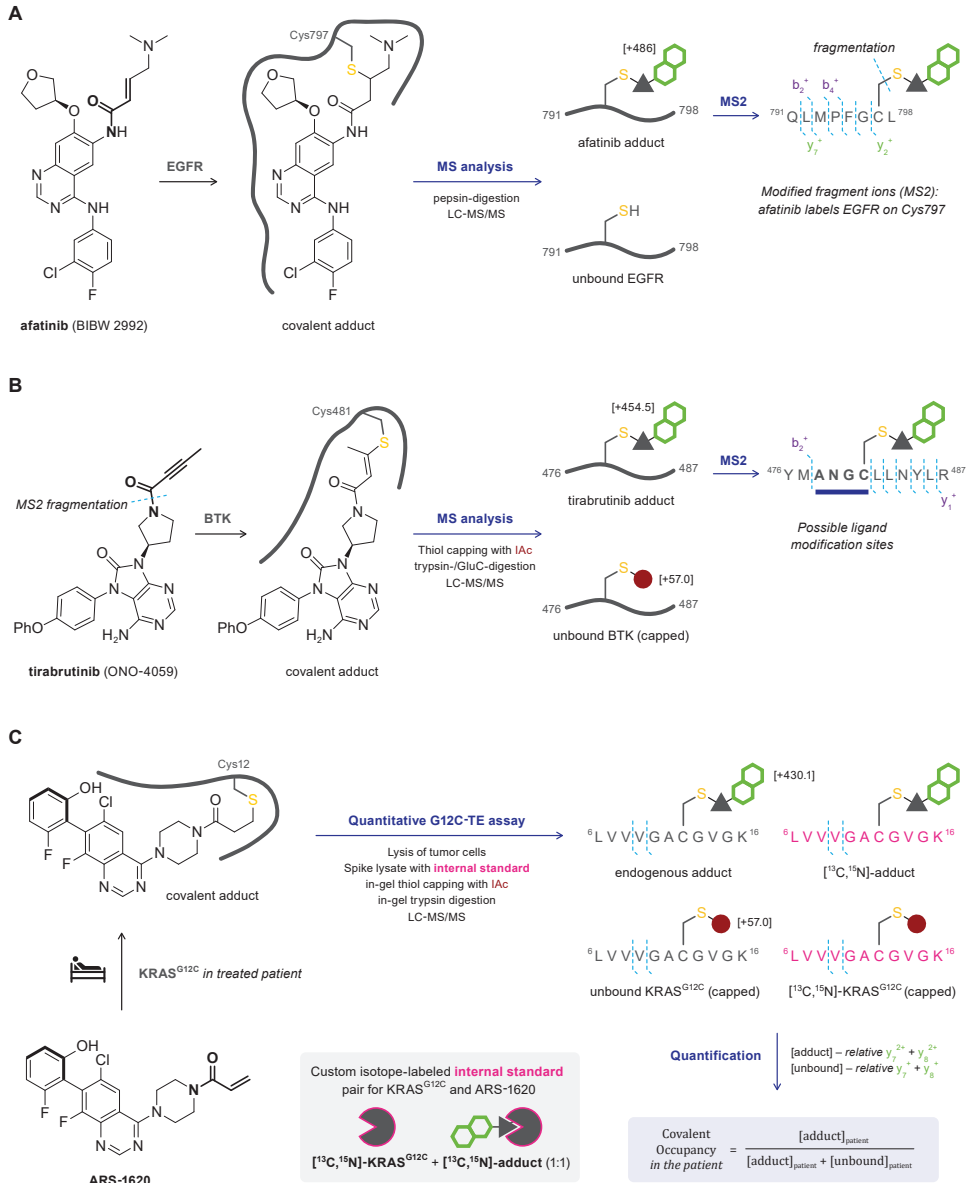 A
Cys797
N
N
O
O
O
NH
N
N
NH
Cl
F
afatinib (BIBW 2992)
EGFR
S
O
O
O
NH
N
N
NH
Cl
F
covalent adduct
MS analysis
pepsin-digestion
LC-MS/MS
[+486]
S
791
798
afatinib adduct
SH
791
798
unbound EGFR
MS2
fragmentation
S
b₂⁺ b₄⁺
⁷⁹¹ Q L M P F G C L ⁷⁹⁸
y₇⁺ y₂⁺
Modified fragment ions (MS2):
afatinib labels EGFR on Cys797
B
Cys481
S
O
N
MS2 fragmentation
O
N
N
N
N
PhO
H₂N
tirabrutinib (ONO-4059)
BTK
O
N
O
N
N
N
N
PhO
H₂N
covalent adduct
MS analysis
Thiol capping with IAc
trypsin-/GluC-digestion
LC-MS/MS
[+454.5]
S
476
487
tirabrutinib adduct
S
[+57.0]
476
487
unbound BTK (capped)
MS2
S
b₂⁺
⁴⁷⁶ Y M A N G C L L N Y L R ⁴⁸⁷
y₁⁺
Possible ligand
modification sites
C
Cys12
OH
Cl
S
O
N
N
F
F
N
N
covalent adduct
KRASᴳ¹²ᶜ in treated patient
OH
Cl
O
N
N
F
F
N
N
ARS-1620
Quantitative G12C-TE assay
Lysis of tumor cells
Spike lysate with internal standard
in-gel thiol capping with IAc
in-gel trypsin digestion
LC-MS/MS
[+430.1]
S
S
⁶ L V V V G A C G V G K ¹⁶
⁶ L V V V G A C G V G K ¹⁶
endogenous adduct
[¹³C,¹⁵N]-adduct
S
[+57.0]
S
⁶ L V V V G A C G V G K ¹⁶
⁶ L V V V G A C G V G K ¹⁶
unbound KRASᴳ¹²ᶜ (capped)
[¹³C,¹⁵N]-KRASᴳ¹²ᶜ (capped)
Quantification
[adduct] – relative y₇²⁺ + y₈²⁺
[unbound] – relative y₇⁺ + y₈⁺
Custom isotope-labeled internal standard
pair for KRASᴳ¹²ᶜ and ARS-1620
[¹³C,¹⁵N]-KRASᴳ¹²ᶜ + [¹³C,¹⁵N]-adduct (1:1)
Covalent
Occupancy
in the patient
=
[adduct]patient
[adduct]patient + [unbound]patient